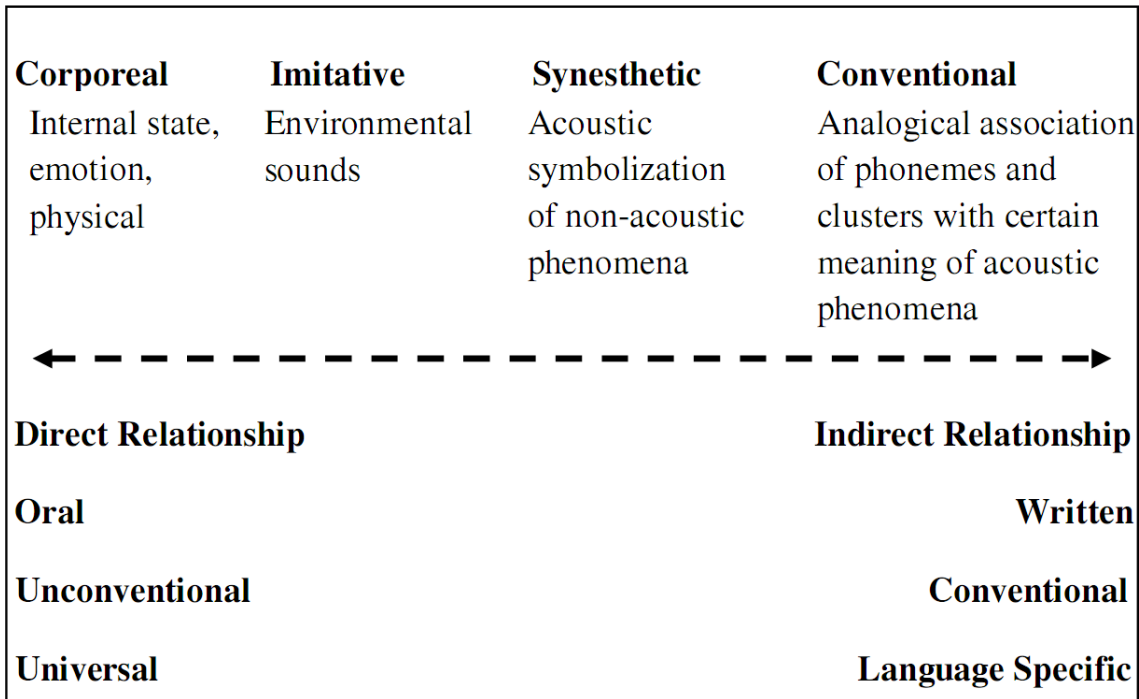 Corporeal Imitative Synesthetic Conventional
Internal state, Environmental Acoustic Analogical association
emotion, sounds symbolization of phonemes and
physical of non-acoustic clusters with certain
phenomena meaning of acoustic
phenomena
Direct Relationship Indirect Relationship
Oral Written
Unconventional Conventional
Universal Language Specific